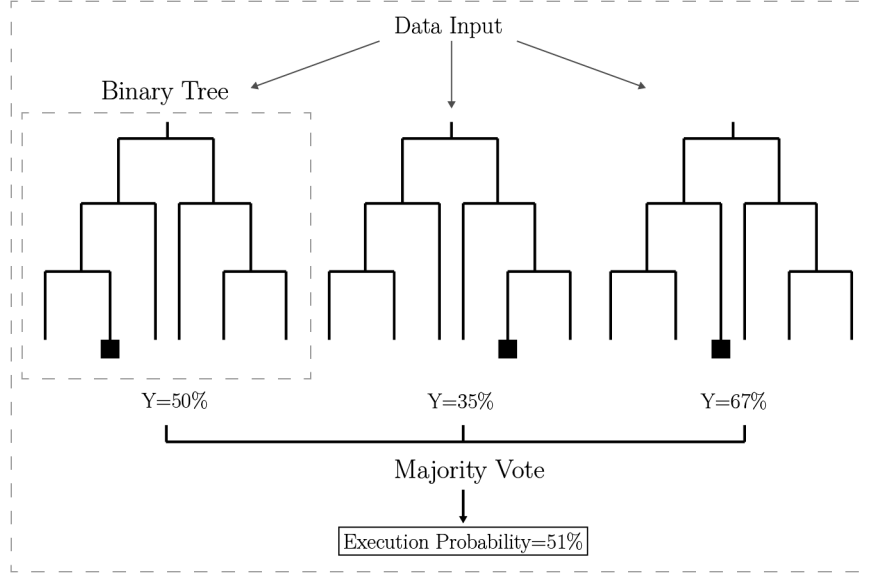 Data Input
Binary Tree
Y=50%
Y=35%
Y=67%
Majority Vote
Execution Probability=51%